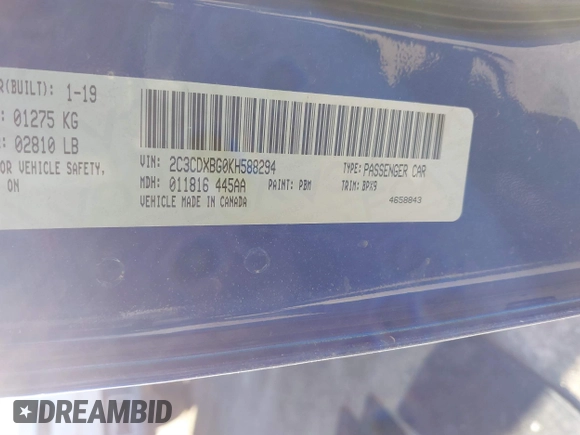 R(BUILT): 1-19
01275 KG
02810 LB
OR VEHICLE SAFETY,
ON
VIN: 2C3CDXBG0KH588294
TYPE: PASSENGER CAR
MDH: 011816 445AA
PAINT: PBM
TRIM: BPX9
VEHICLE MADE IN CANADA
4658843
DREAMBID